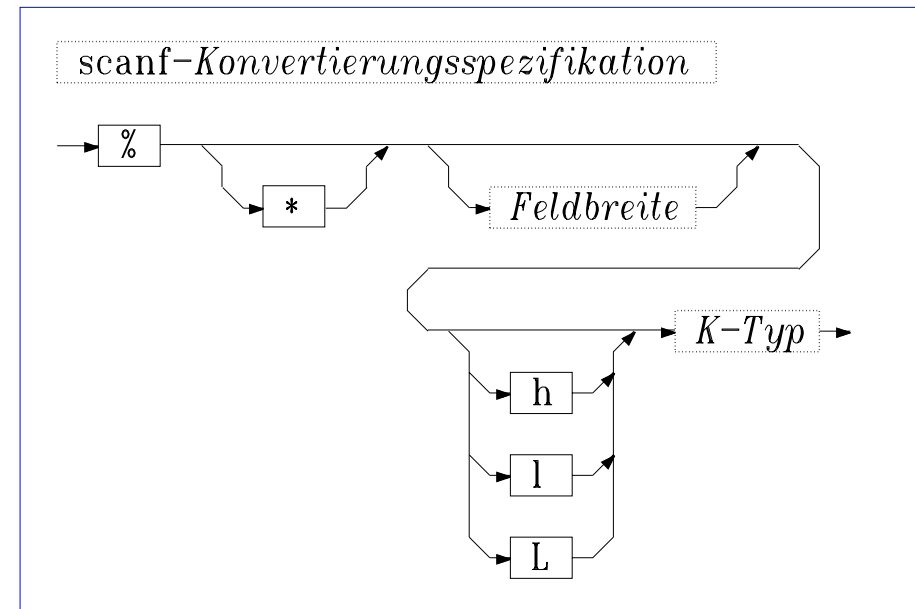 scanf-Konvertierungsspezifikation
%
*
Feldbreite
K-Typ
h
l
L